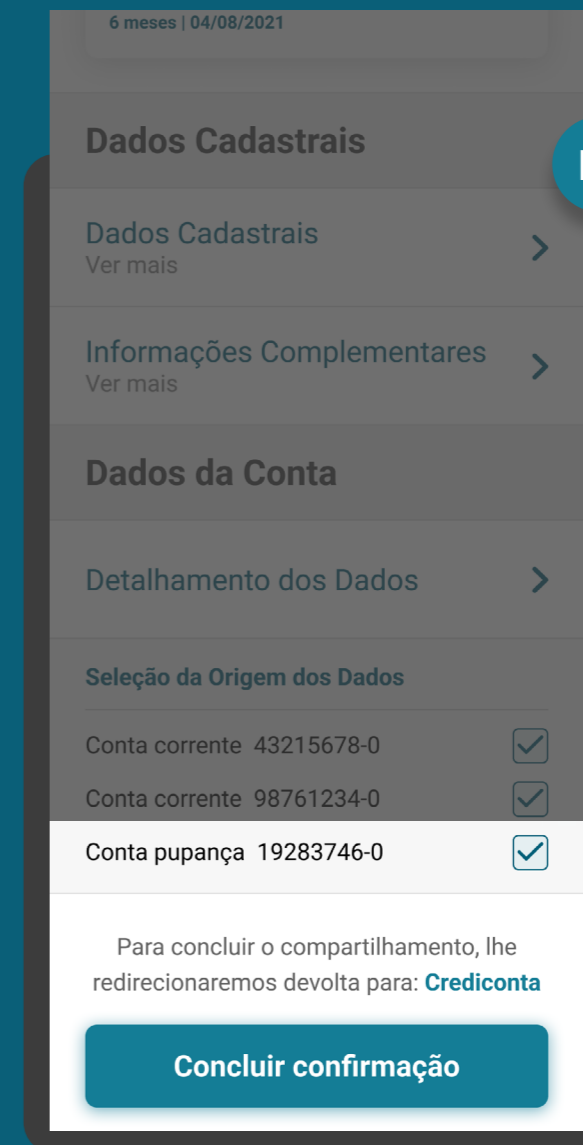 6 meses | 04/08/2021
Dados Cadastrais
Dados Cadastrais
Ver mais
Informações Complementares
Ver mais
Dados da Conta
Detalhamento dos Dados
Seleção da Origem dos Dados
Conta corrente 43215678-0
Conta corrente 98761234-0
Conta pupança 19283746-0
Para concluir o compartilhamento, lhe
redirecionaremos devolta para: Crediconta
Concluir confirmação